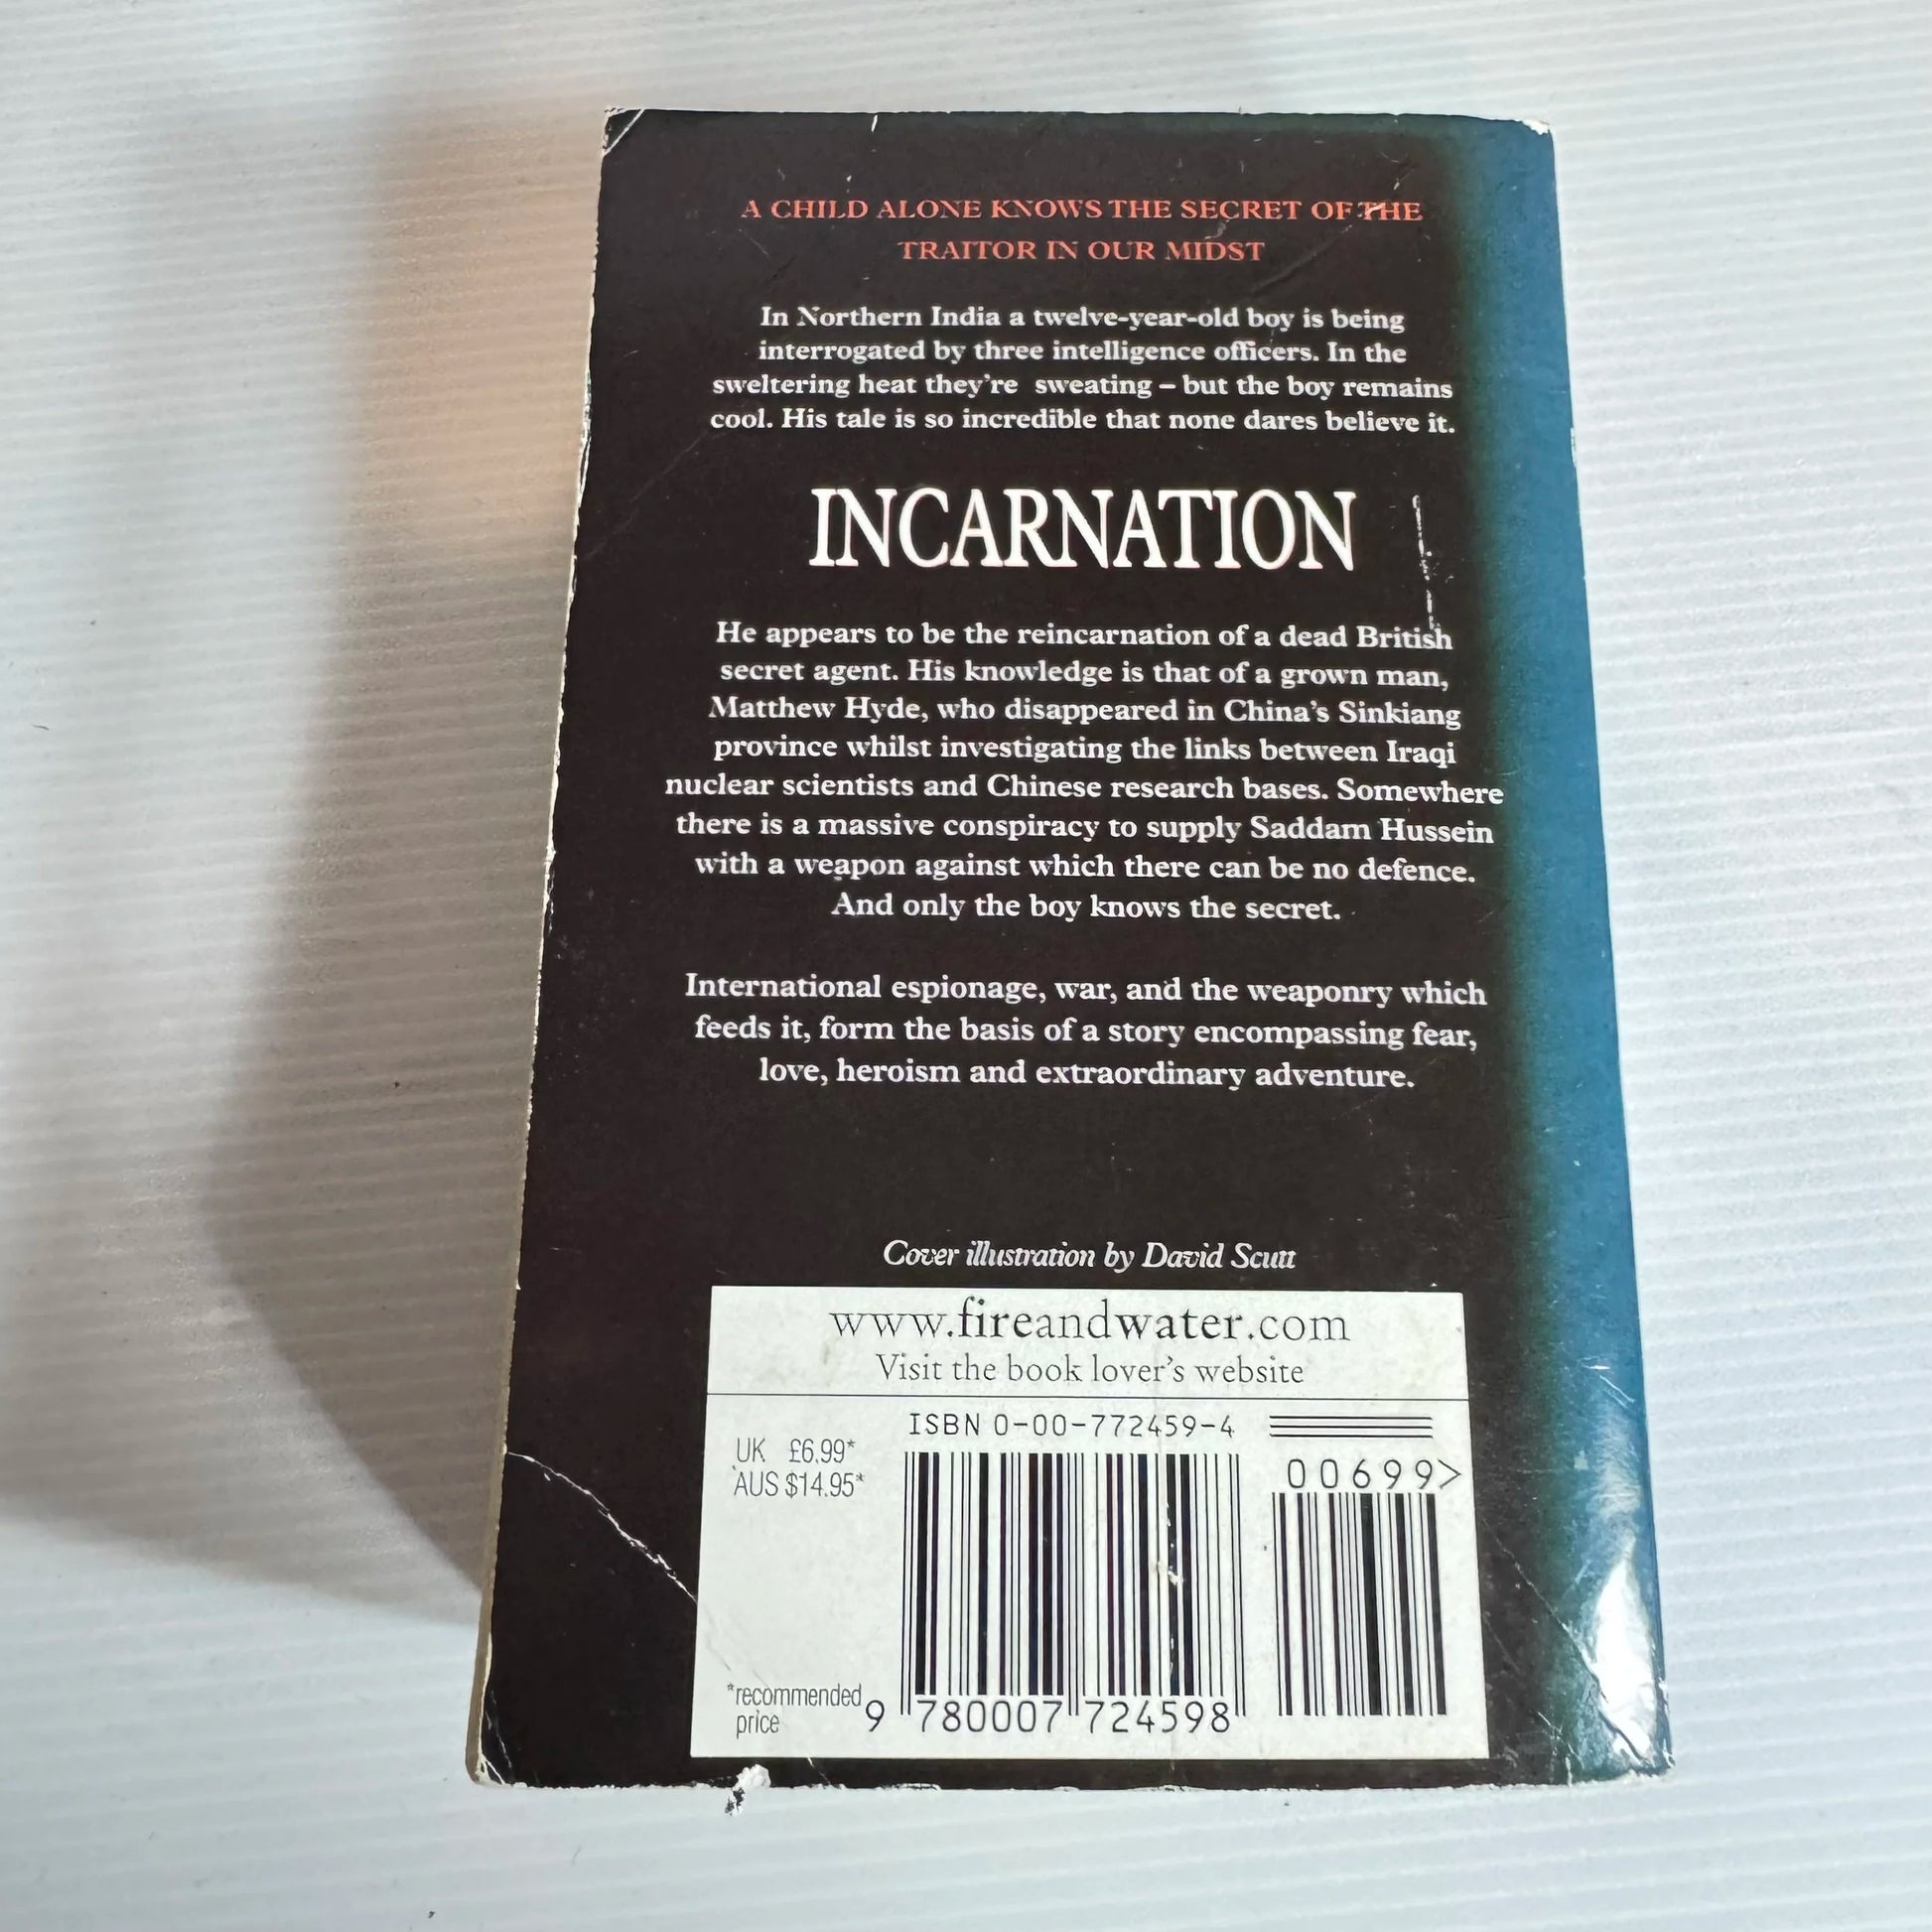 A CHILD ALONE KNOWS THE SECRET OF THE
TRAITOR IN OUR MIDST
In Northern India a twelve-year-old boy is being
interrogated by three intelligence officers. In the
sweltering heat they're sweating – but the boy remains
cool. His tale is so incredible that none dares believe it.
INCARNATION
He appears to be the reincarnation of a dead British
secret agent. His knowledge is that of a grown man,
Matthew Hyde, who disappeared in China's Sinkiang
province whilst investigating the links between Iraqi
nuclear scientists and Chinese research bases. Somewhere
there is a massive conspiracy to supply Saddam Hussein
with a weapon against which there can be no defence.
And only the boy knows the secret.
International espionage, war, and the weaponry which
feeds it, form the basis of a story encompassing fear,
love, heroism and extraordinary adventure.
Cover illustration by David Scutt
www.fireandwater.com
Visit the book lover's website
ISBN 0-00-772459-4
UK £6.99*
AUS $14.95*
00699>
*recommended
price
9 780007 724598